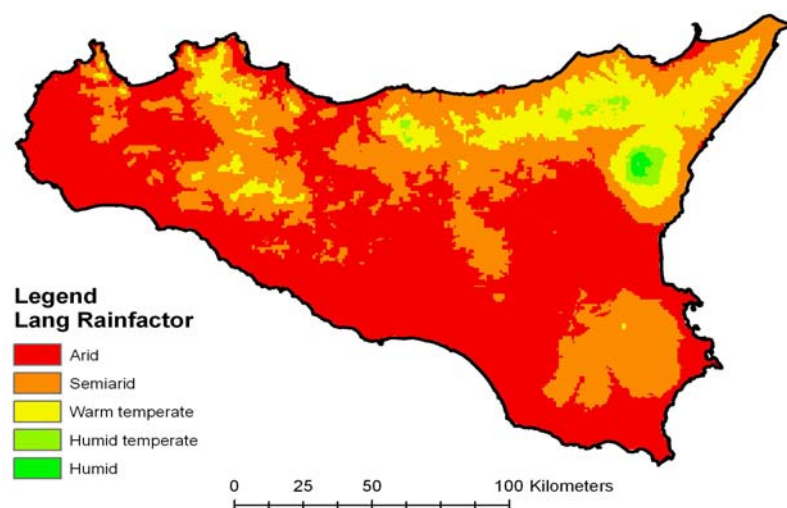 Legend
Lang Rainfactor
Arid
Semiarid
Warm temperate
Humid temperate
Humid
0 25 50 100 Kilometers